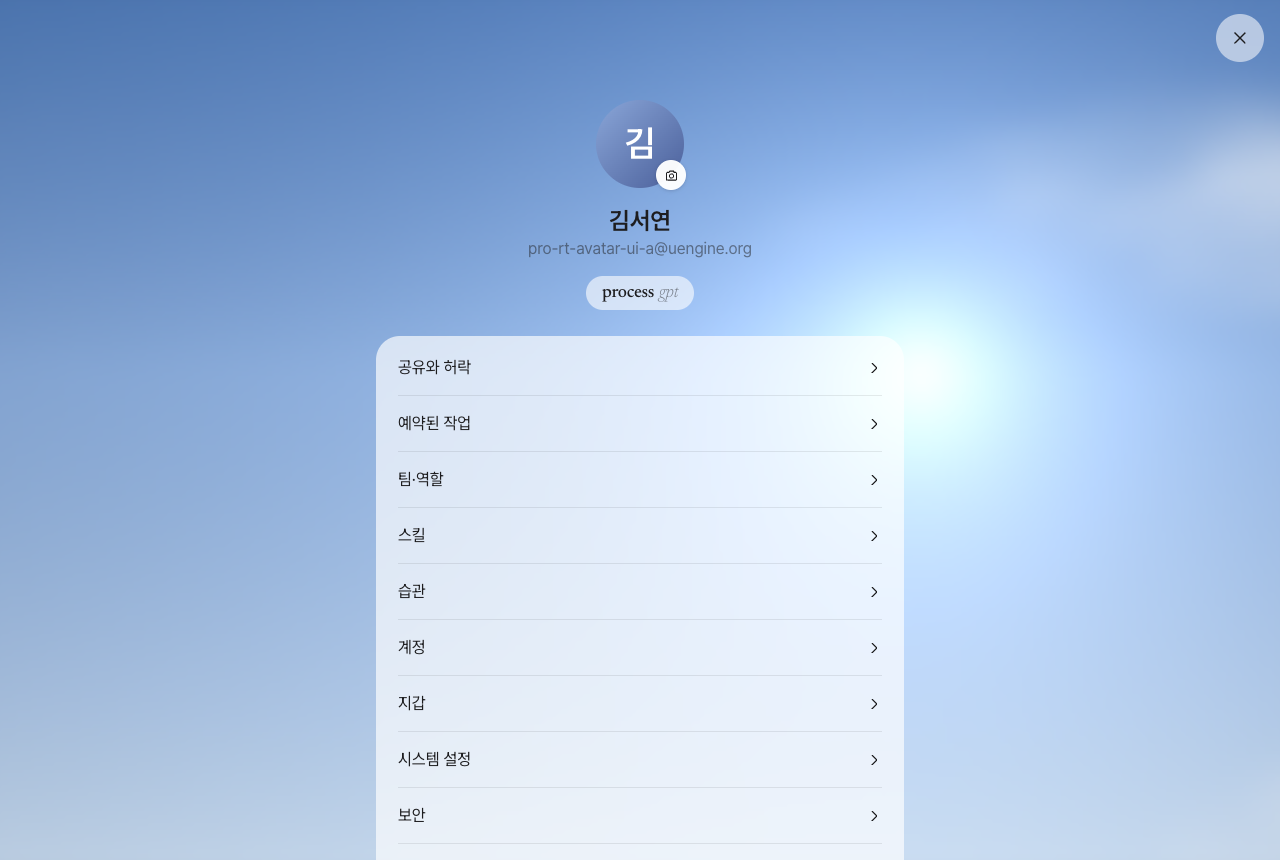 김
김서연
pro-rt-avatar-ui-a@uengine.org
process gpt
공유와 허락
예약된 작업
팀·역할
스킬
습관
계정
지갑
시스템 설정
보안